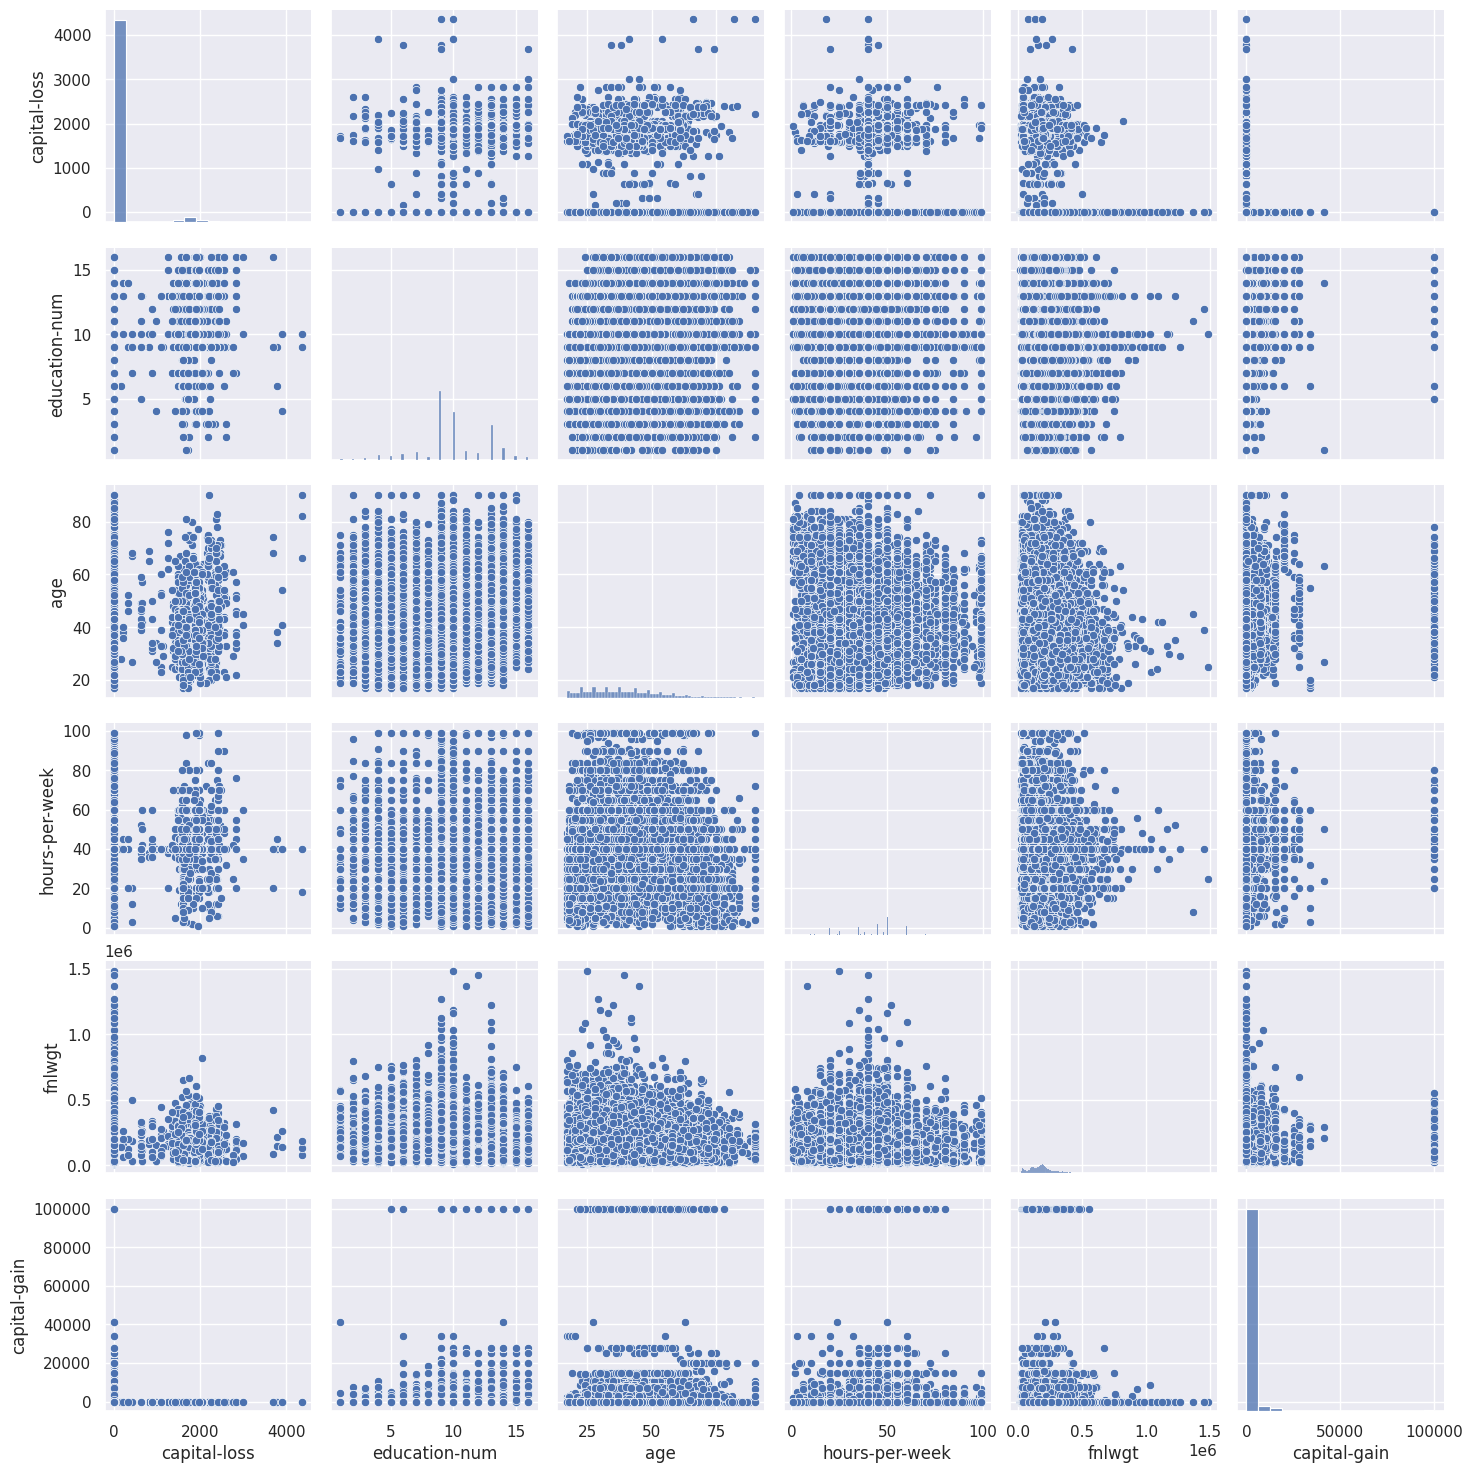 4000
3000
2000
1000
0
capital-loss
15
10
5
education-num
80
60
40
20
age
100
80
60
40
20
0
hours-per-week
1e6
1.5
1.0
0.5
0.0
fnlwgt
100000
80000
60000
40000
20000
0
capital-gain
0 2000 4000
capital-loss
5 10 15
education-num
25 50 75
age
0 50 100
hours-per-week
0.0 0.5 1.0 1.5
1e6
fnlwgt
0 50000 100000
capital-gain